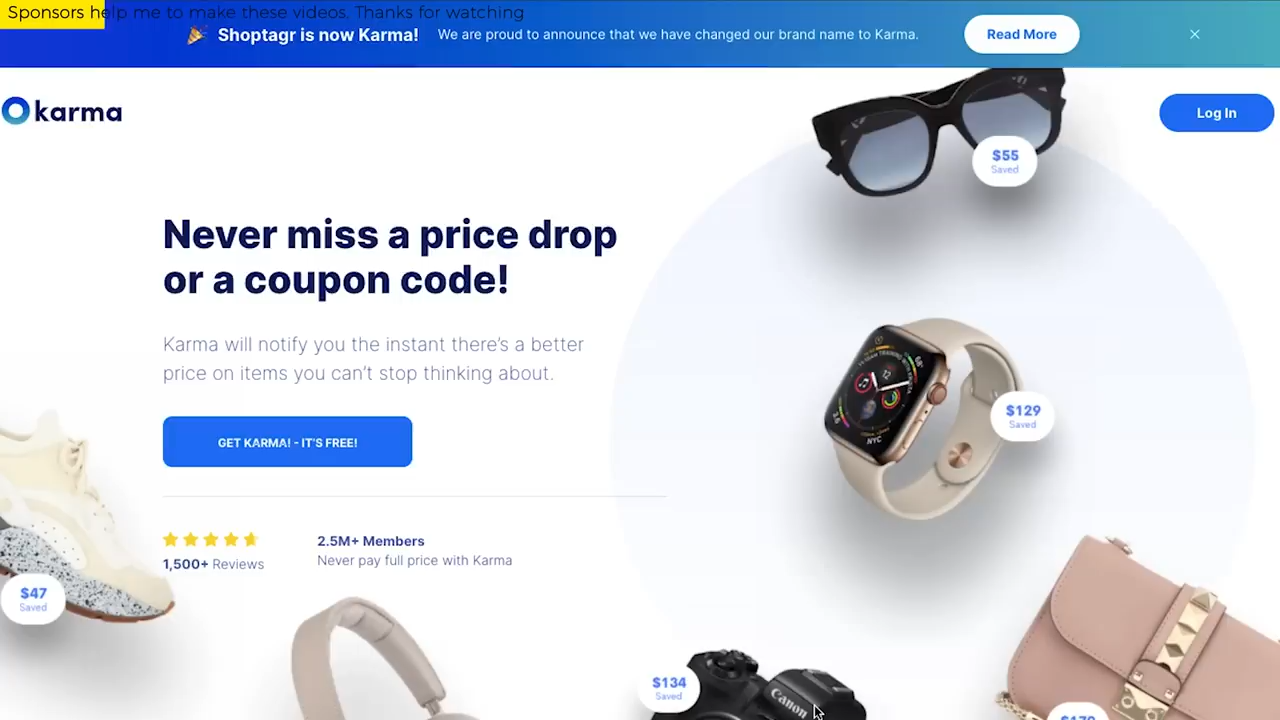 Sponsors help me to make these videos. Thanks for watching
Shoptagr is now Karma!
We are proud to announce that we have changed our brand name to Karma.
Read More
karma
Log In
$55
Saved
Never miss a price drop
or a coupon code!
Karma will notify you the instant there's a better
price on items you can't stop thinking about.
GET KARMA! - IT'S FREE!
12
NYC
$129
Saved
1,500+ Reviews
2.5M+ Members
Never pay full price with Karma
$47
Saved
$134
Saved
Canon